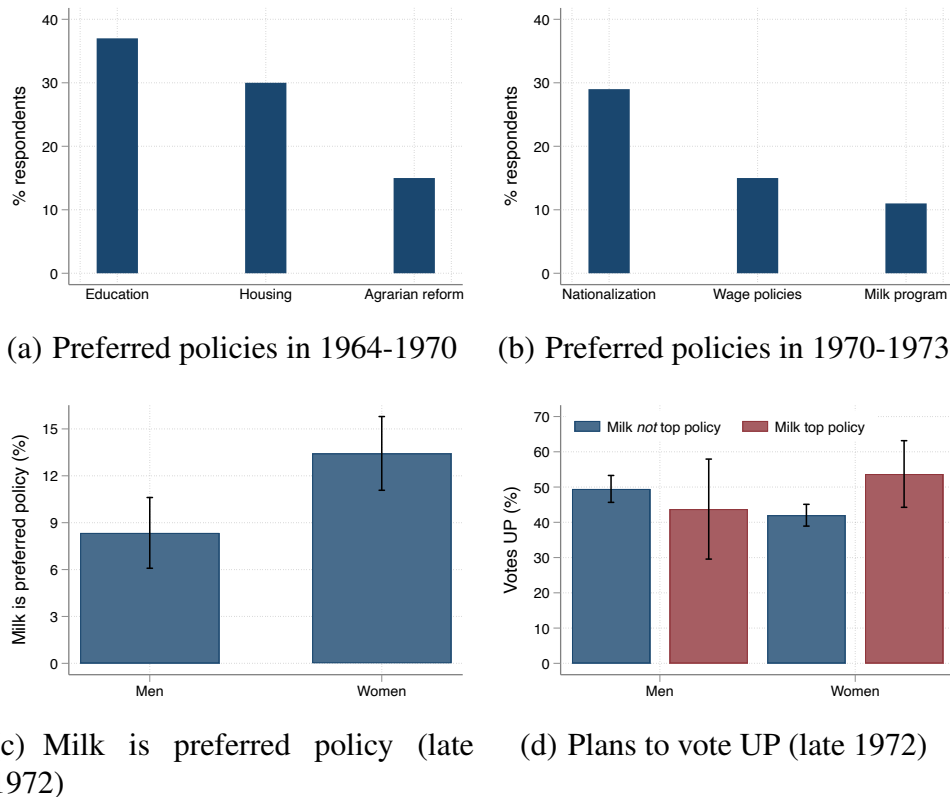 40
30
20
10
0
% respondents
Education Housing Agrarian reform
(a) Preferred policies in 1964-1970
40
30
20
10
0
% respondents
Nationalization Wage policies Milk program
(b) Preferred policies in 1970-1973
15
12
9
6
3
0
Milk is preferred policy (%)
Men Women
c) Milk is preferred policy (late
1972)
70
60
50
40
30
20
10
0
Votes UP (%)
Milk not top policy Milk top policy
Men Women
(d) Plans to vote UP (late 1972)